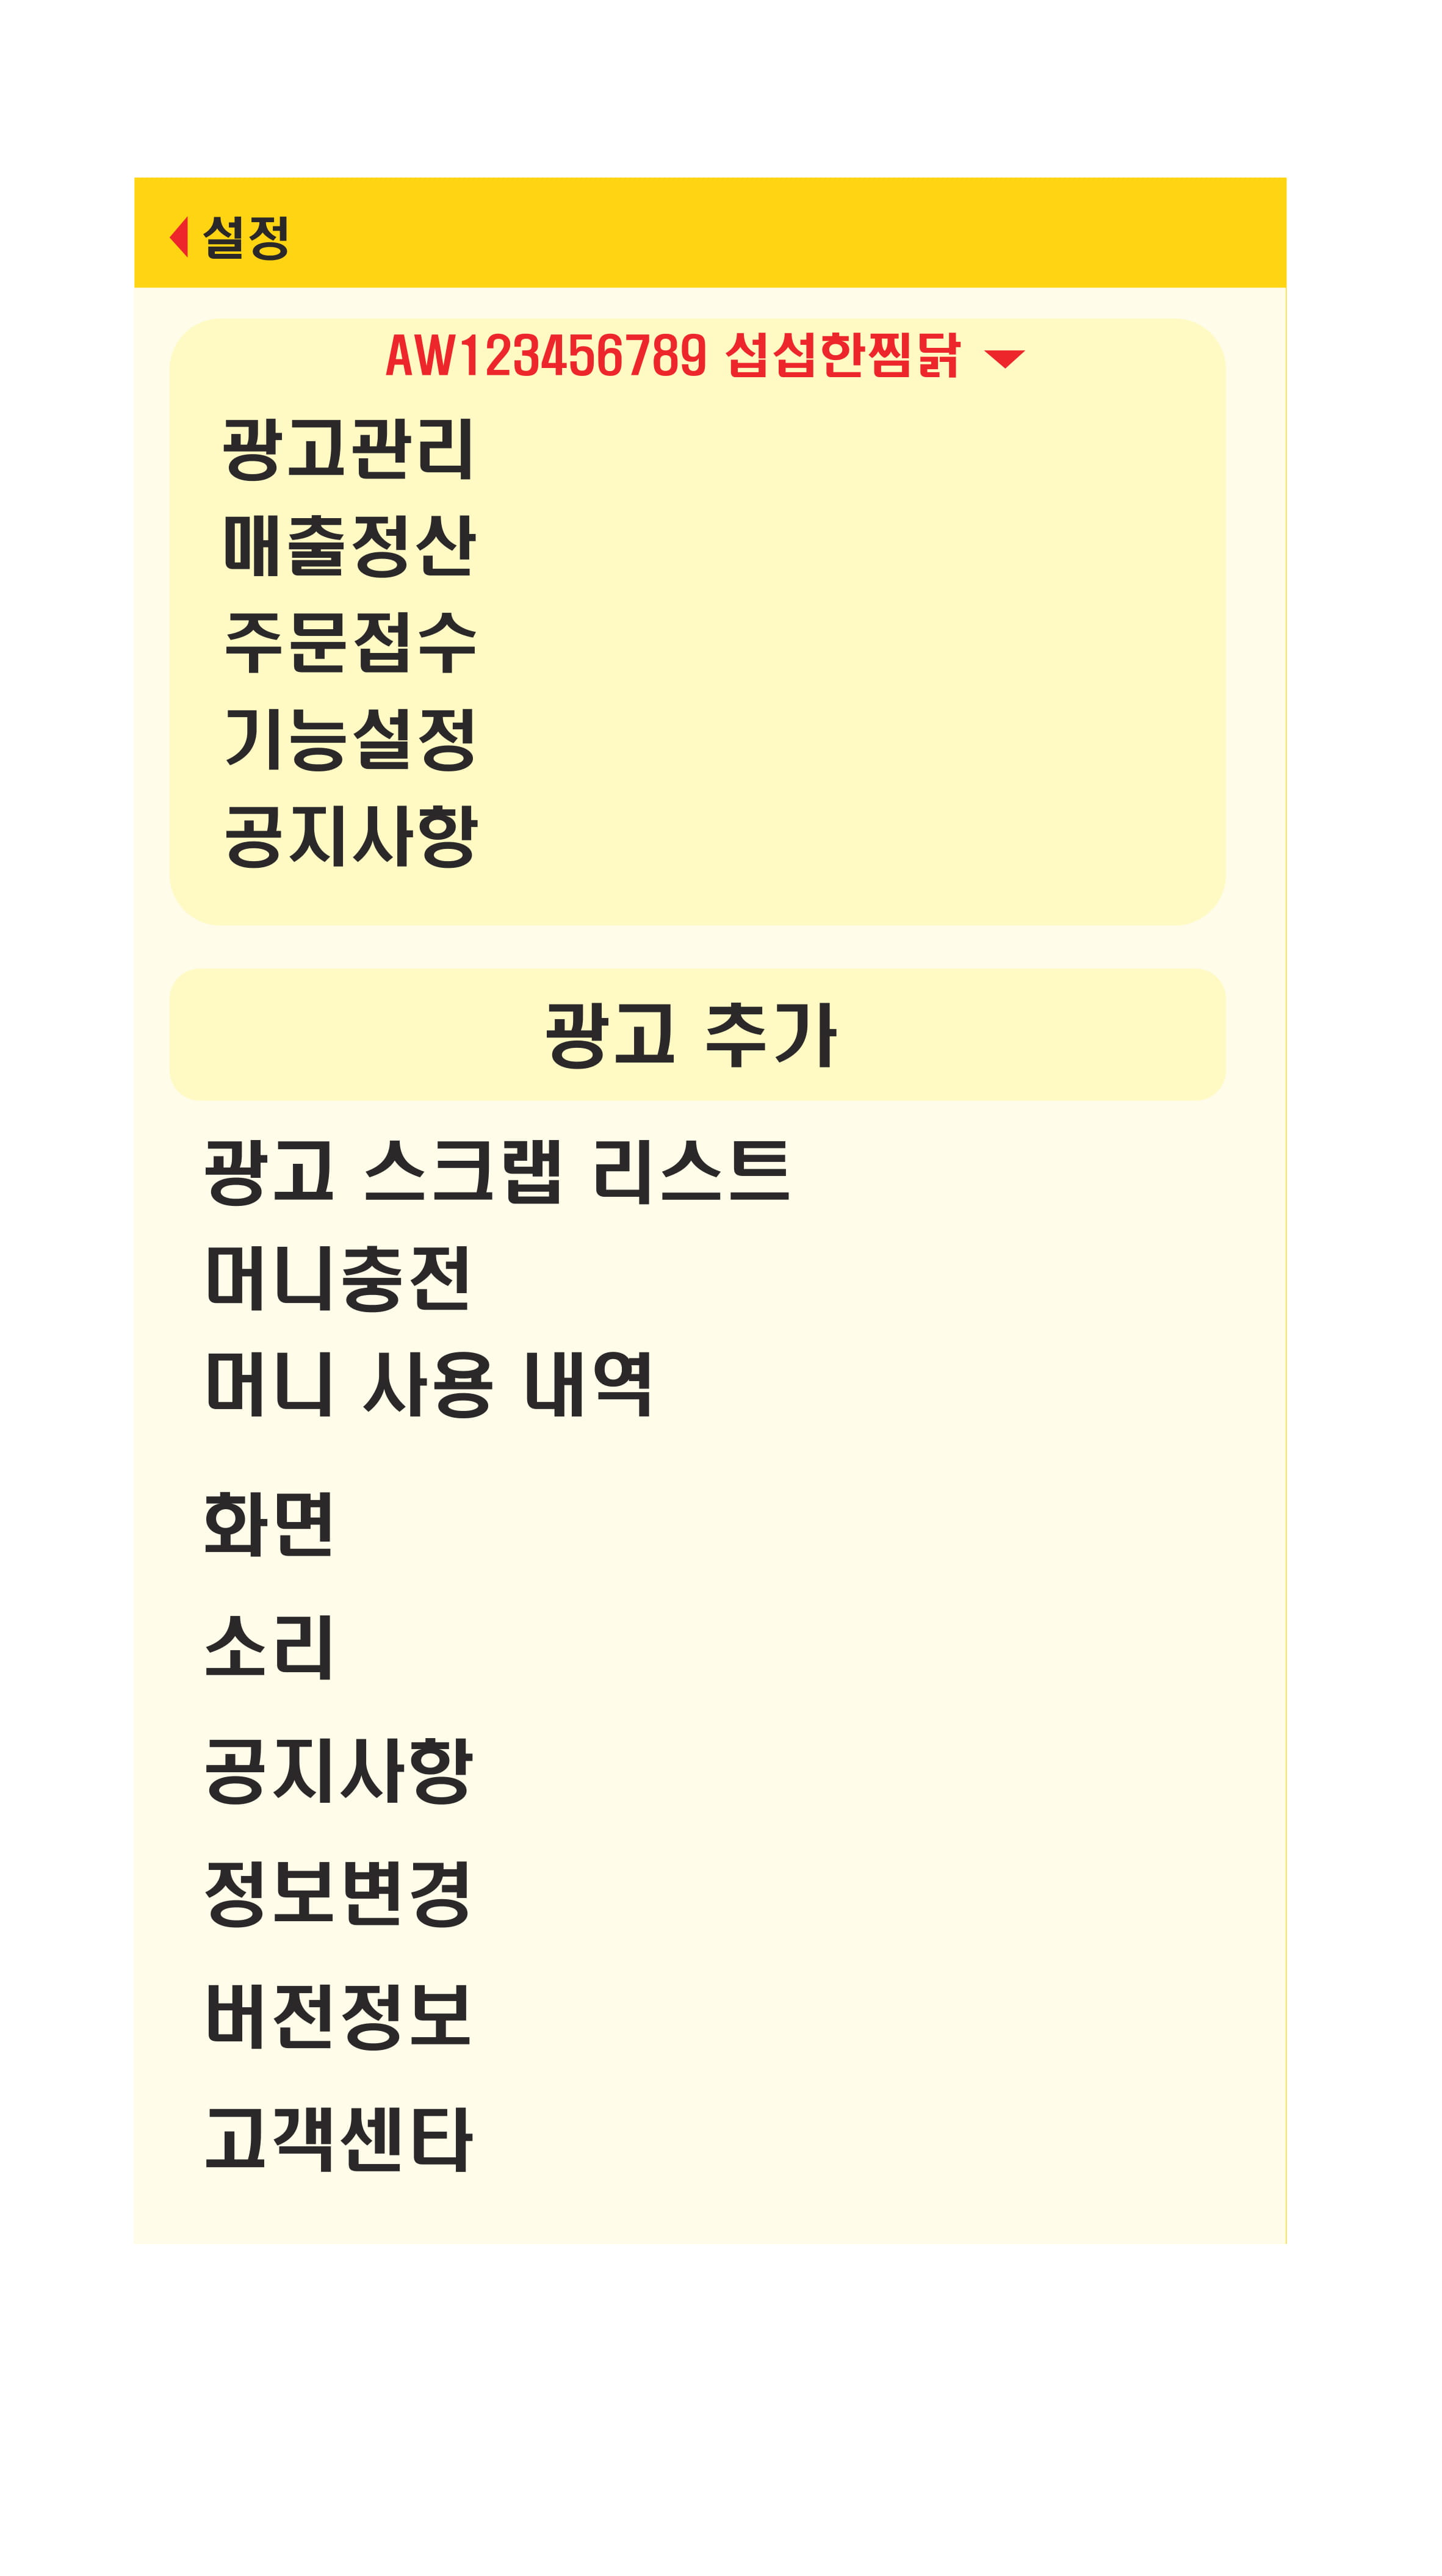 설정
AW123456789 섭섭한찜닭
광고관리
매출정산
주문접수
기능설정
공지사항
광고 추가
광고 스크랩 리스트
머니충전
머니 사용 내역
화면
소리
공지사항
정보변경
버전정보
고객센타